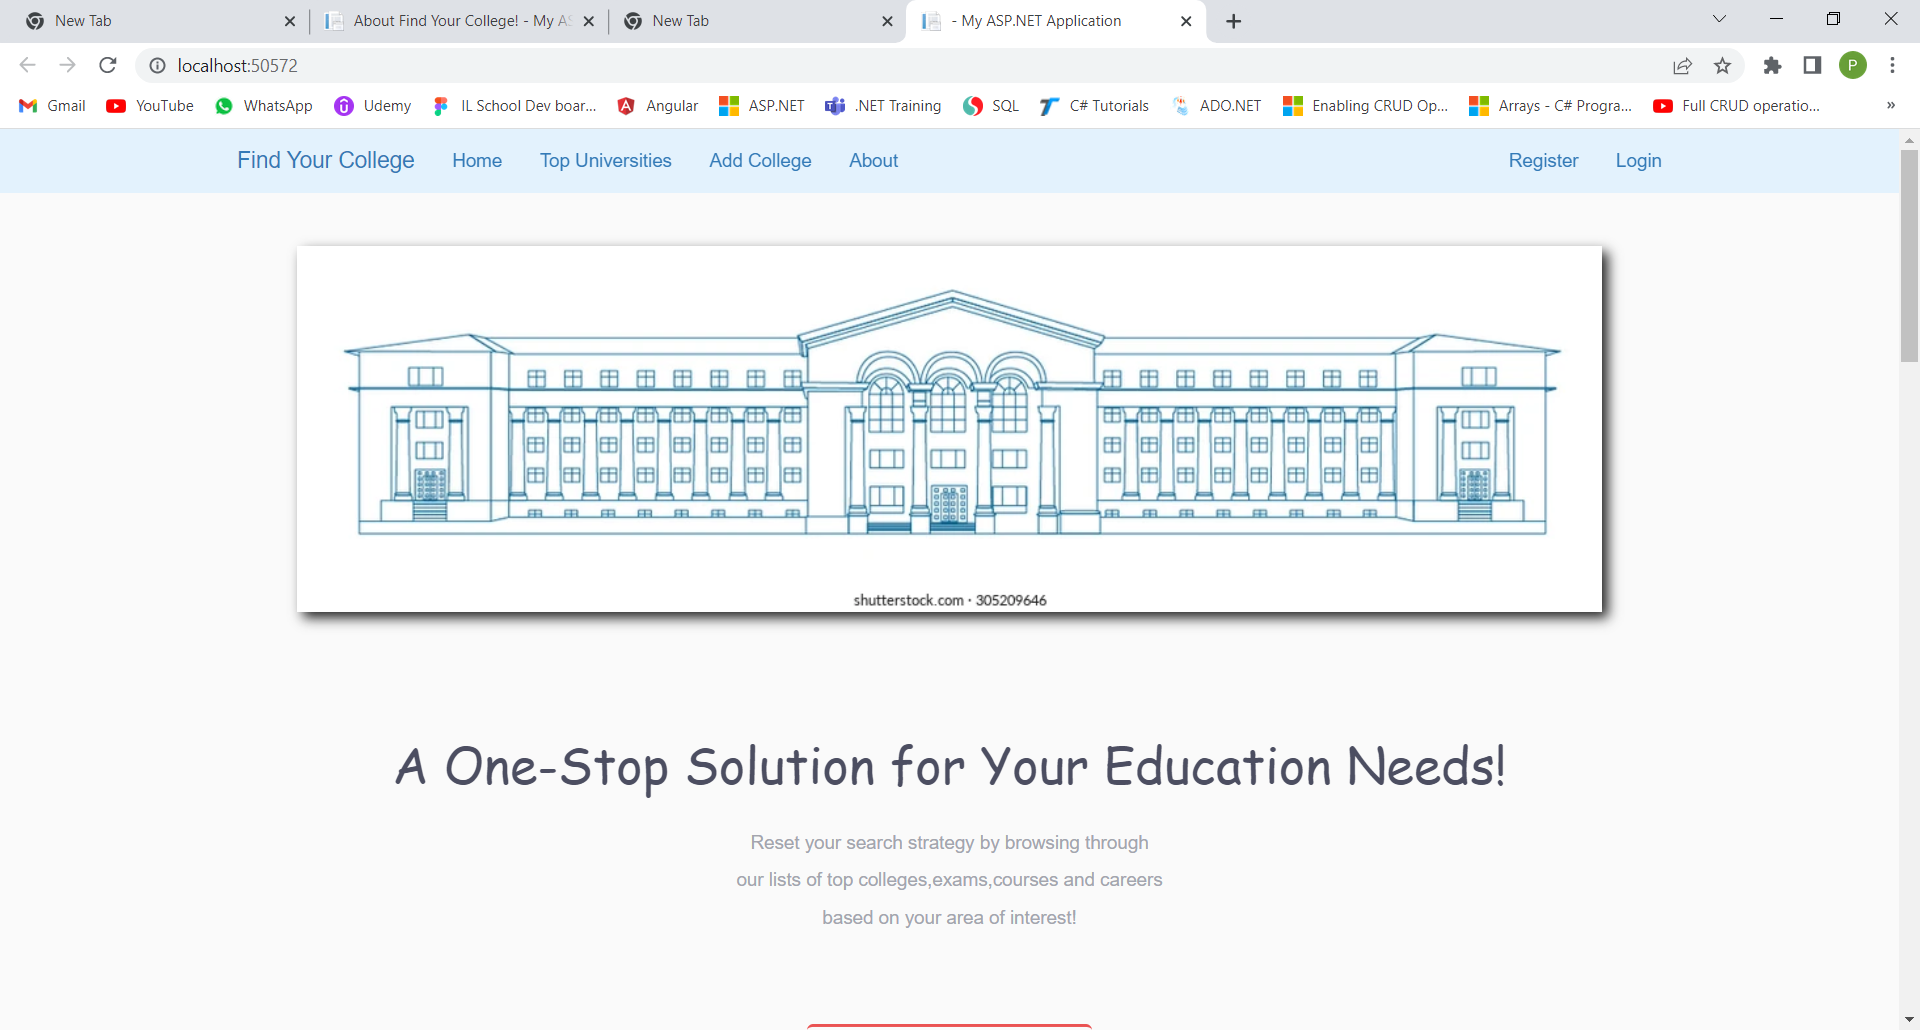 New Tab
About Find Your College! - My AS
New Tab
- My ASP.NET Application
localhost:50572
P
Gmail
YouTube
WhatsApp
Udemy
IL School Dev boar...
Angular
ASP.NET
.NET Training
SQL
C# Tutorials
ADO.NET
Enabling CRUD Op...
Arrays - C# Progra...
Full CRUD operatio...
»
Find Your College
Home
Top Universities
Add College
About
Register
Login
shutterstock.com · 305209646
A One-Stop Solution for Your Education Needs!
Reset your search strategy by browsing through
our lists of top colleges,exams,courses and careers
based on your area of interest!